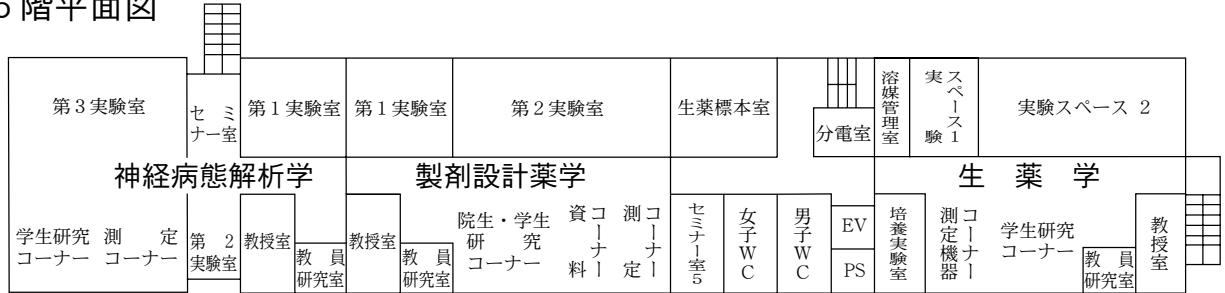 階平面図
第3実験室
セミ
ナー室
第1実験室
第1実験室
第2実験室
生薬標本室
分電室
溶媒管理室
実験
スペース1
実験スペース 2
神経病態解析学
製剤設計薬学
生薬学
学生研究
コーナー
測定
コーナー
第2
実験室
教授室
教員
研究室
教授室
教員
研究室
院生・学生
研究
コーナー
資料
コーナー
測定
コーナー
セミナー室5
女子WC
男子WC
EV
PS
培養実験室
測定機器
コーナー
学生研究
コーナー
教員
研究室
教授室